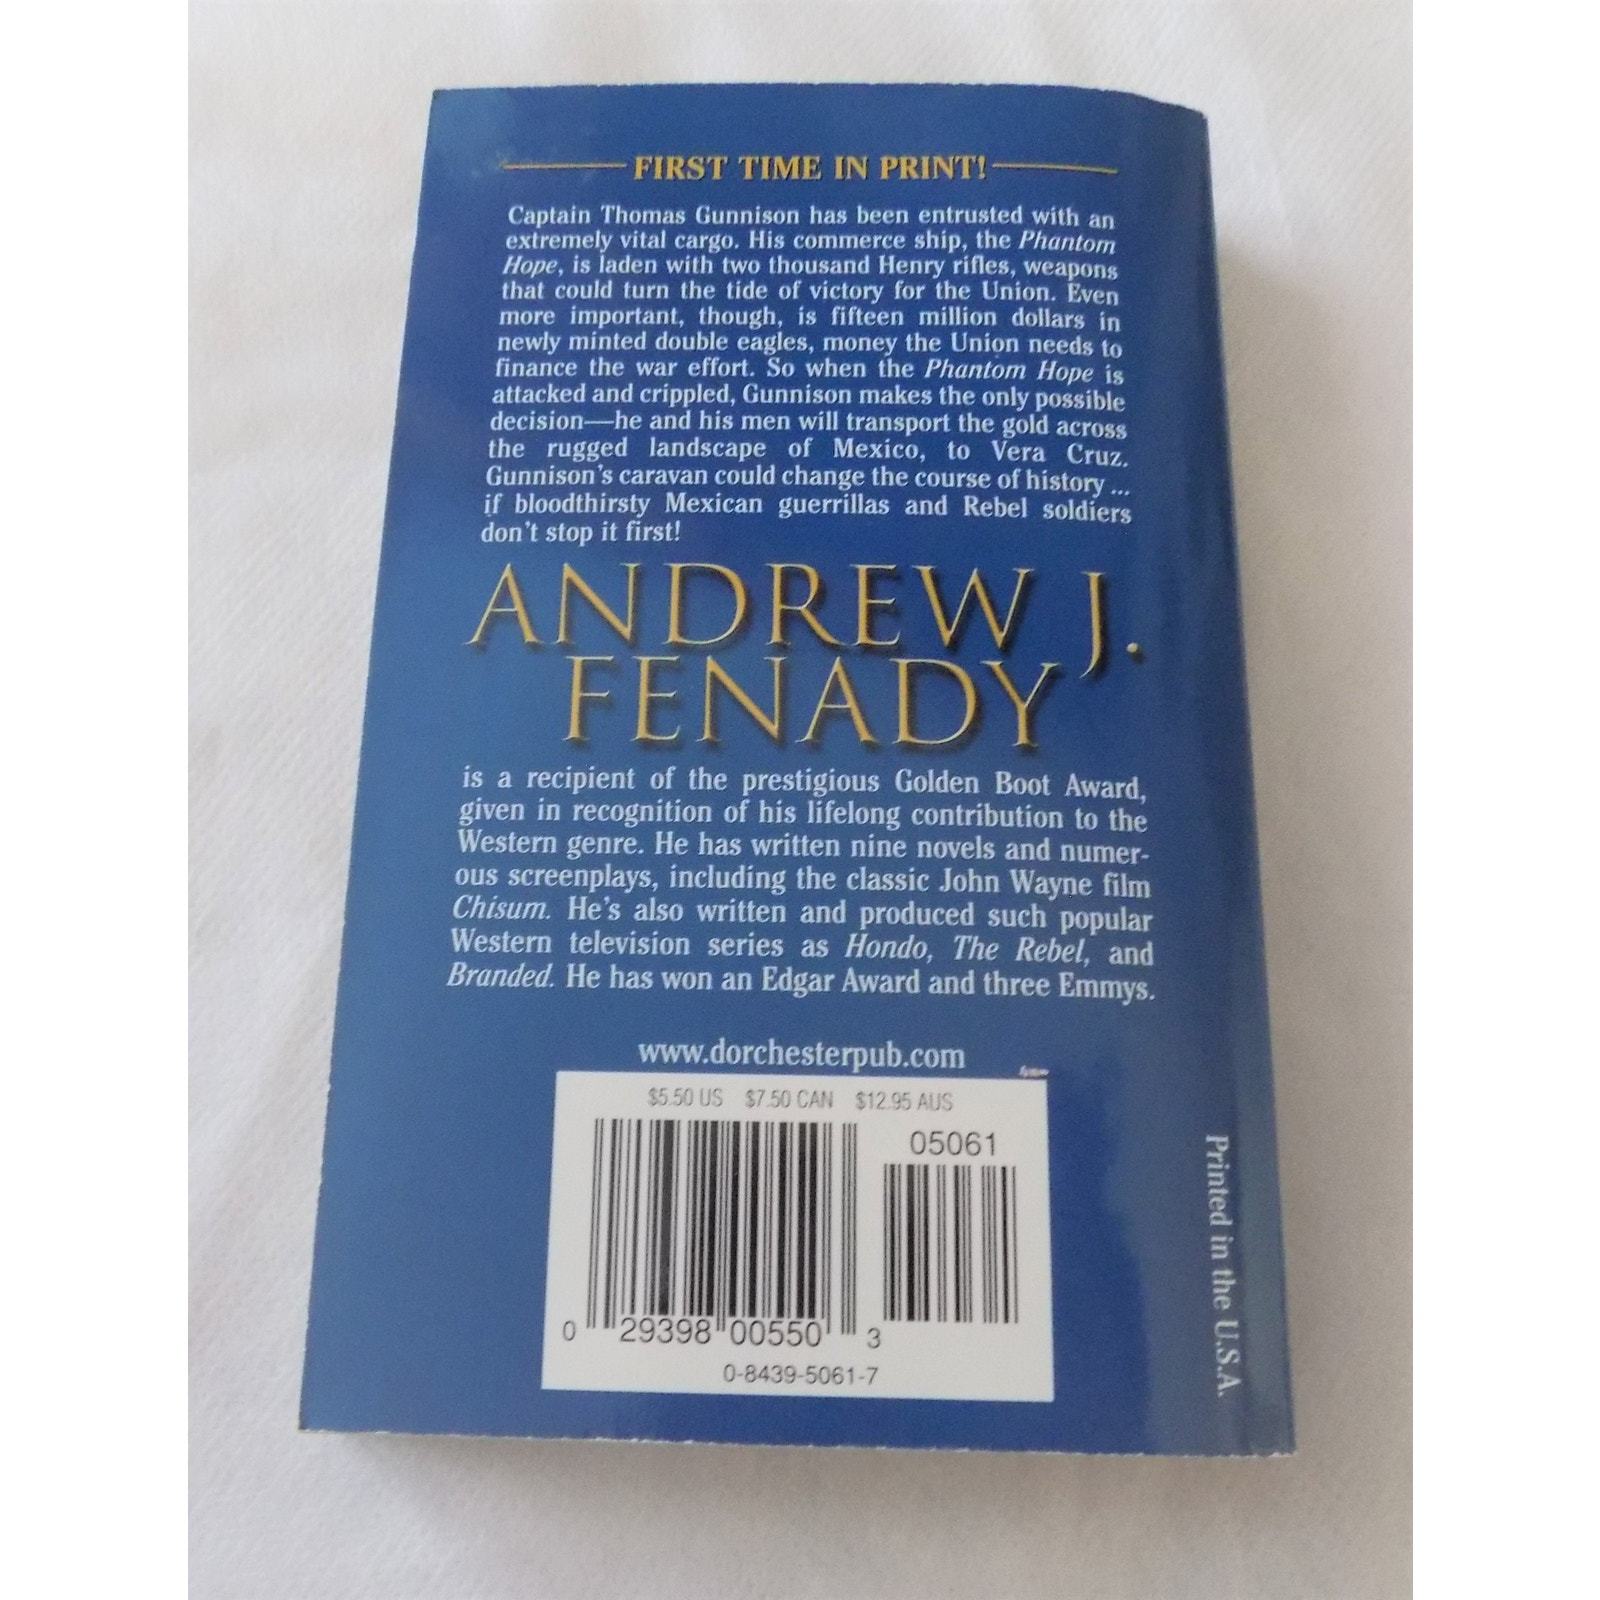 FIRST TIME IN PRINT!
Captain Thomas Gunnison has been entrusted with an
extremely vital cargo. His commerce ship, the Phantom
Hope, is laden with two thousand Henry rifles, weapons
that could turn the tide of victory for the Union. Even
more important, though, is fifteen million dollars in
newly minted double eagles, money the Union needs to
finance the war effort. So when the Phantom Hope is
attacked and crippled, Gunnison makes the only possible
decision—he and his men will transport the gold across
the rugged landscape of Mexico, to Vera Cruz.
Gunnison's caravan could change the course of history ...
if bloodthirsty Mexican guerrillas and Rebel soldiers
don't stop it first!
ANDREW J.
FENADY
is a recipient of the prestigious Golden Boot Award,
given in recognition of his lifelong contribution to the
Western genre. He has written nine novels and numer-
ous screenplays, including the classic John Wayne film
Chisum. He's also written and produced such popular
Western television series as Hondo, The Rebel, and
Branded. He has won an Edgar Award and three Emmys.
www.dorchesterpub.com
$5.50 US $7.50 CAN $12.95 AUS
05061
0 29398 00550 3
0-8439-5061-7
Printed in the U.S.A.